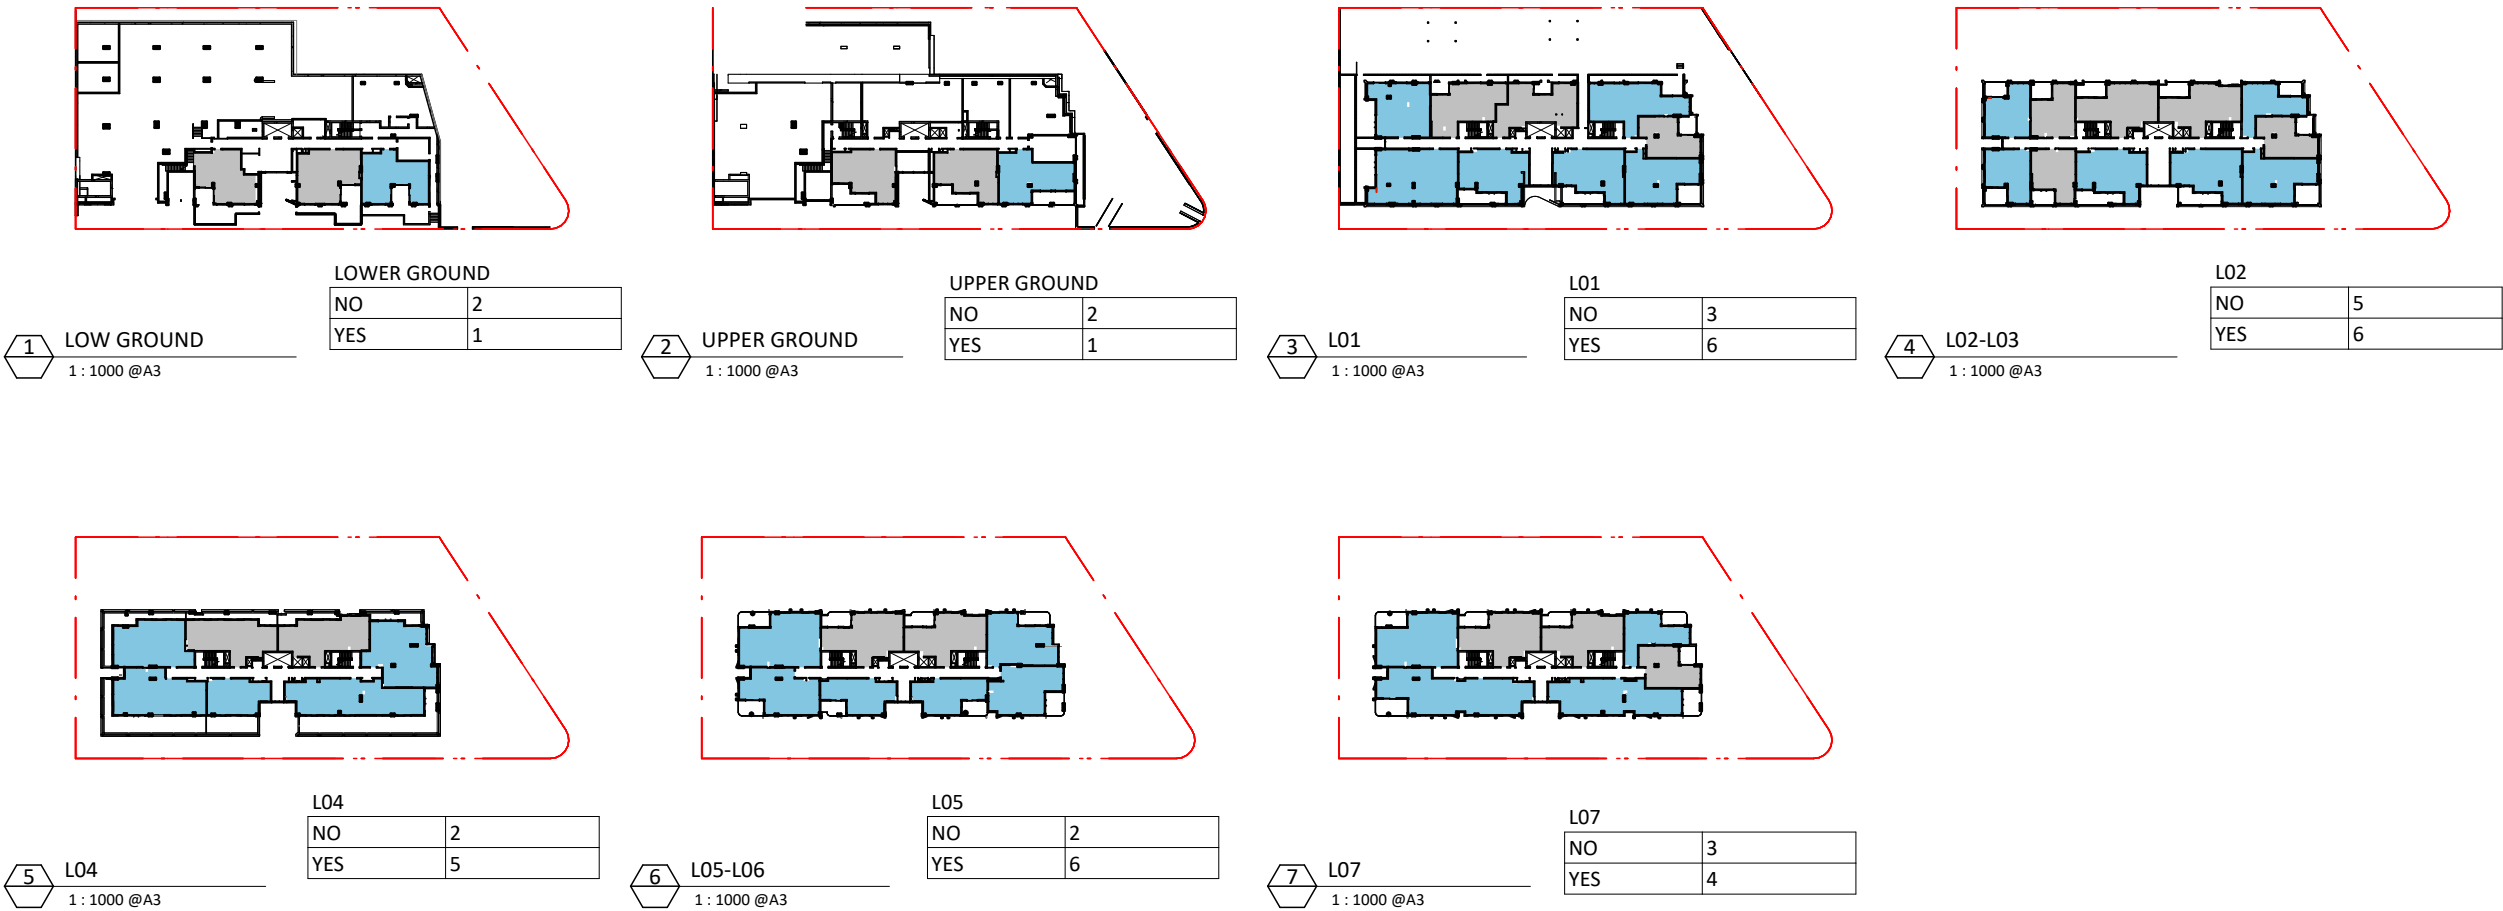 LOWER GROUND
NO 2
YES 1
1 LOW GROUND
1 : 1000 @A3
UPPER GROUND
NO 2
YES 1
2 UPPER GROUND
1 : 1000 @A3
L01
NO 3
YES 6
3 L01
1 : 1000 @A3
L02
NO 5
YES 6
4 L02-L03
1 : 1000 @A3
L04
NO 2
YES 5
5 L04
1 : 1000 @A3
L05
NO 2
YES 6
6 L05-L06
1 : 1000 @A3
L07
NO 3
YES 4
7 L07
1 : 1000 @A3